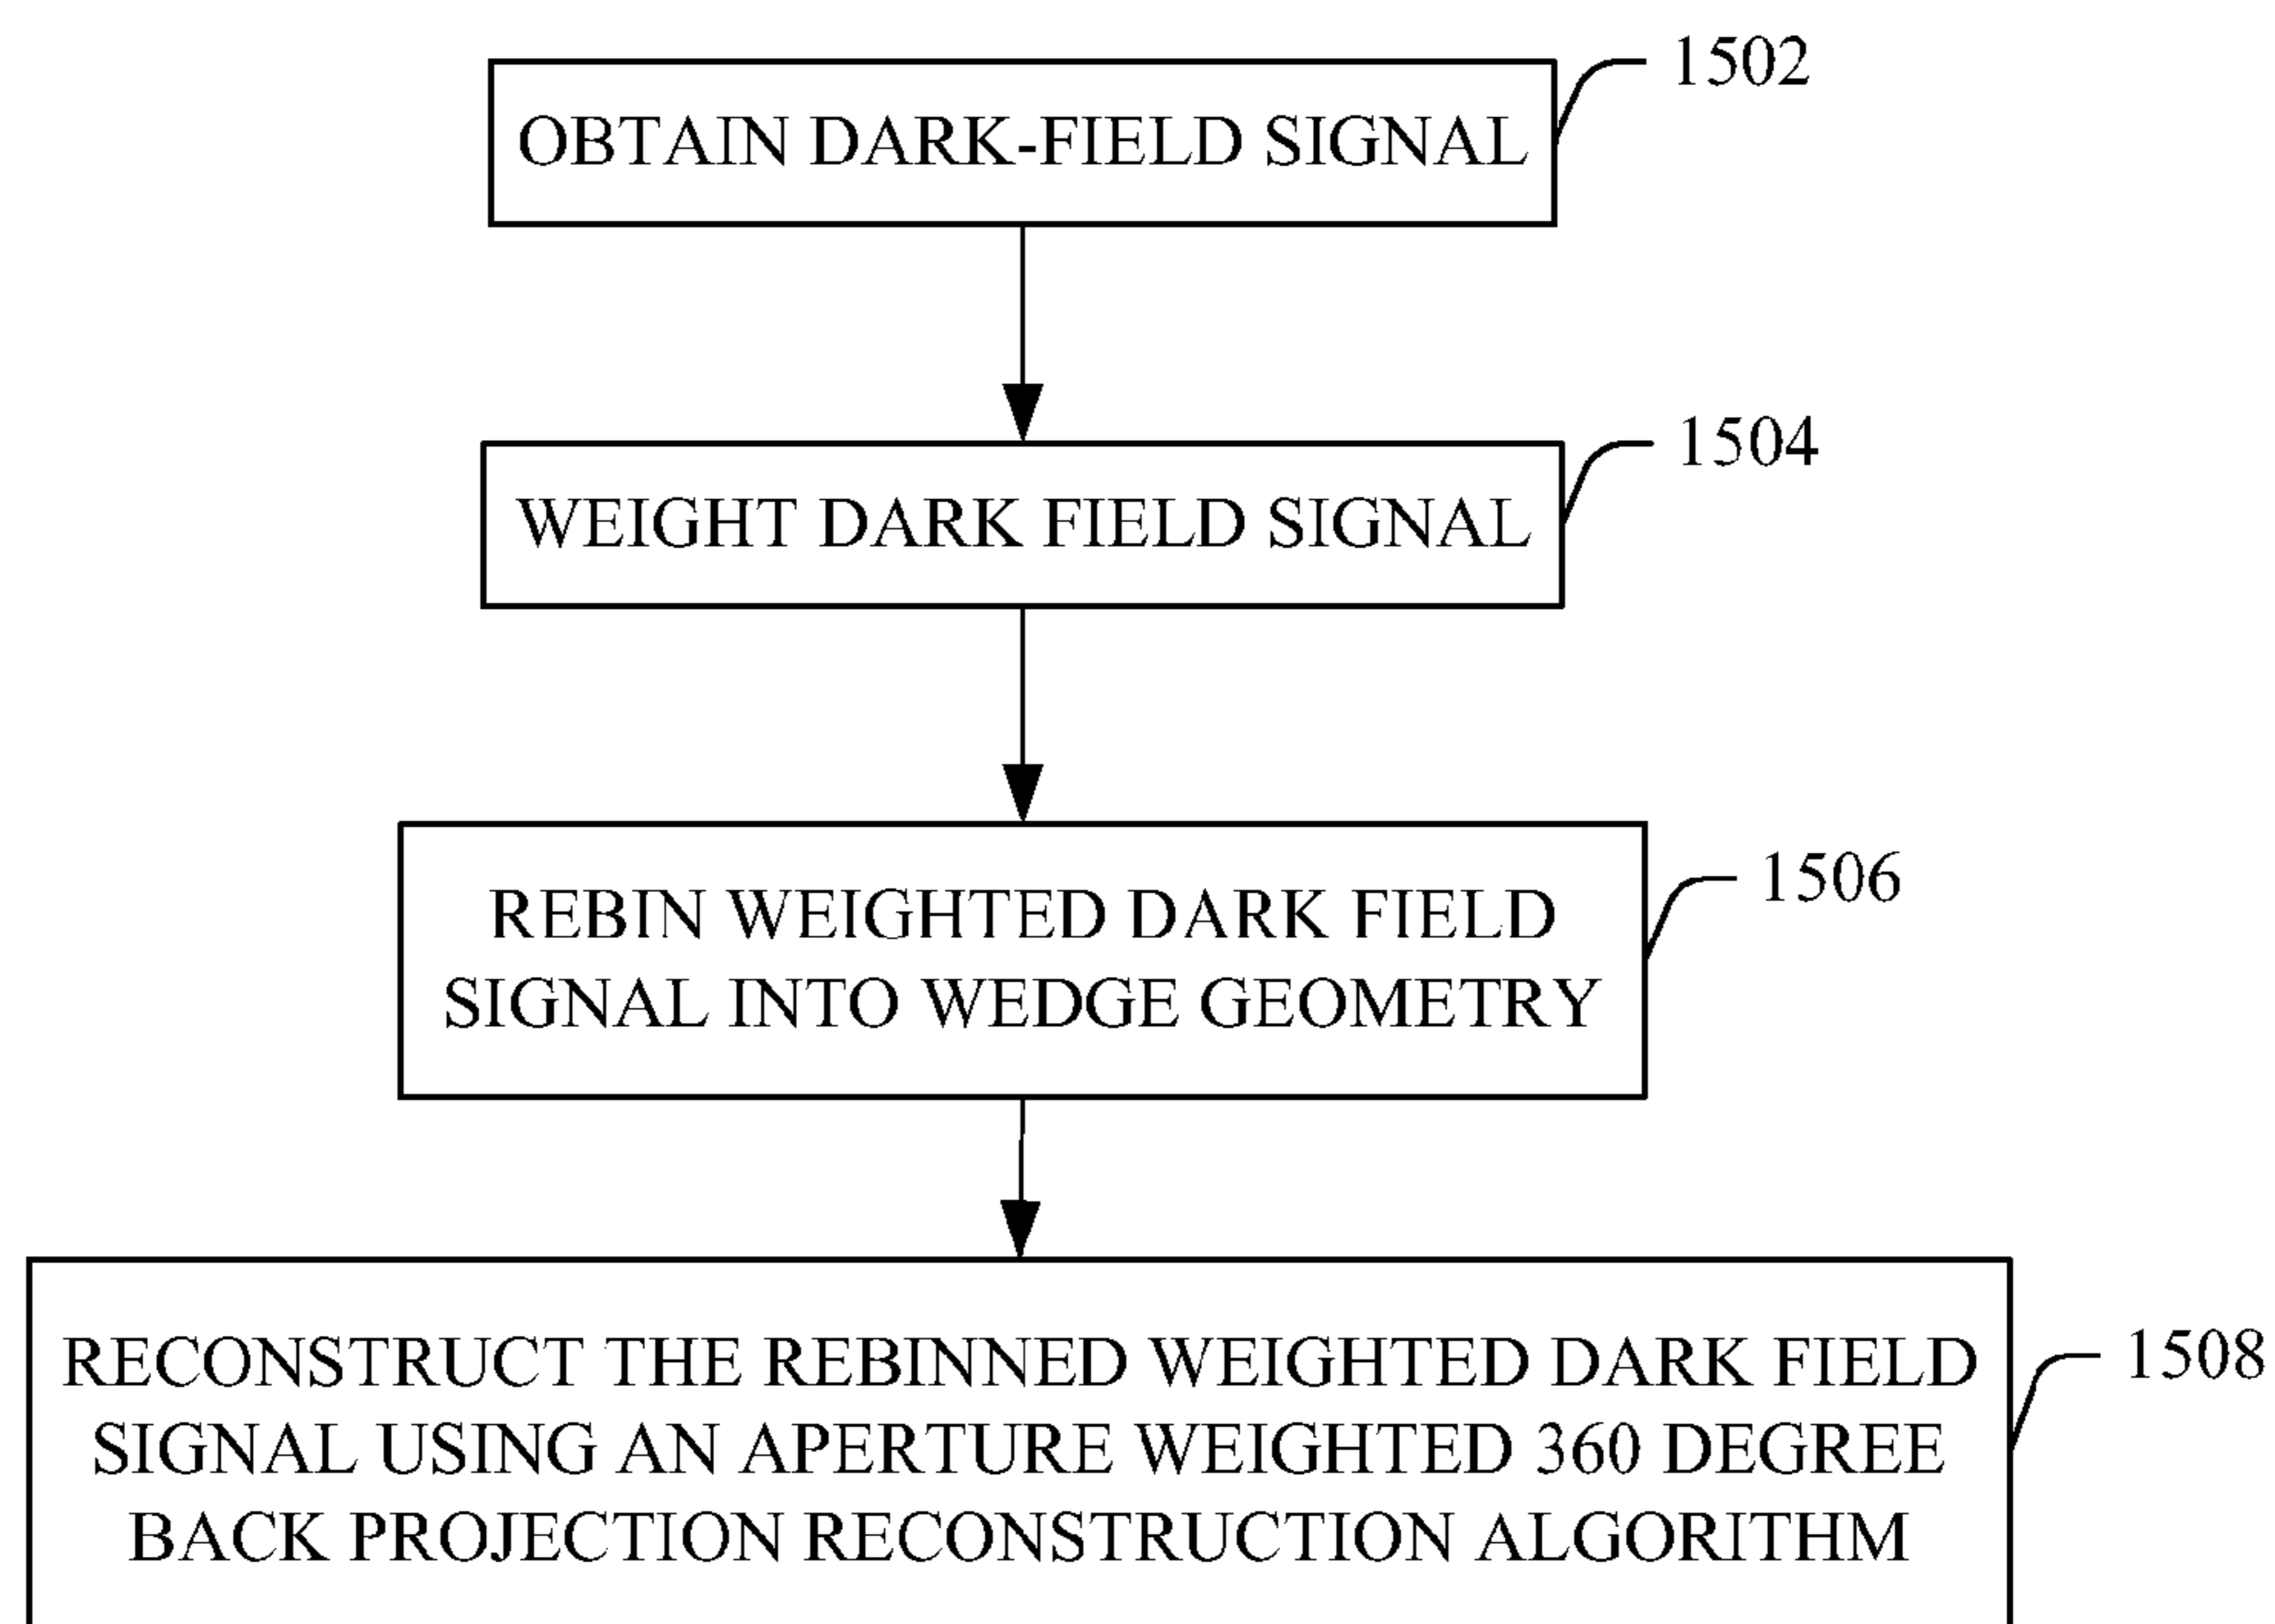 1502
OBTAIN DARK-FIELD SIGNAL
1504
WEIGHT DARK FIELD SIGNAL
1506
REBIN WEIGHTED DARK FIELD
SIGNAL INTO WEDGE GEOMETRY
1508
RECONSTRUCT THE REBINNED WEIGHTED DARK FIELD
SIGNAL USING AN APERTURE WEIGHTED 360 DEGREE
BACK PROJECTION RECONSTRUCTION ALGORITHM